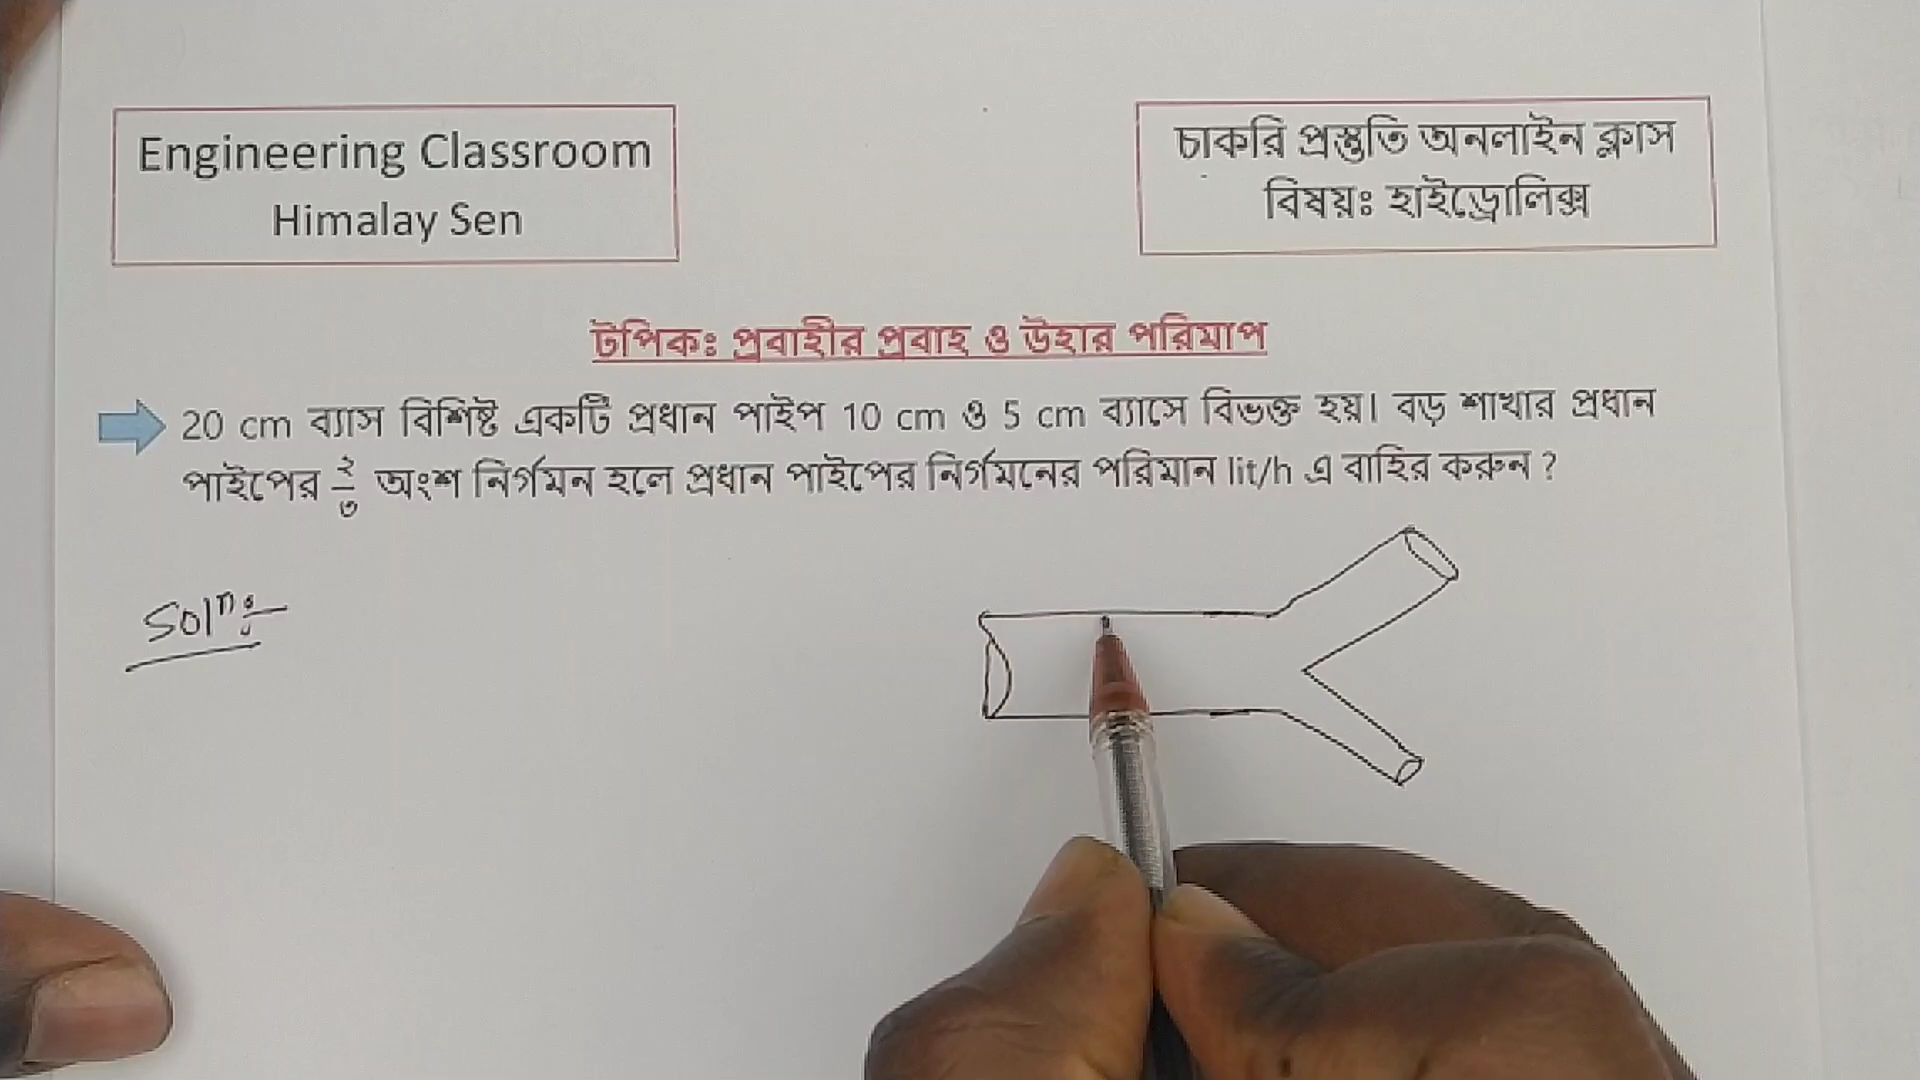 Engineering Classroom
Himalay Sen
চাকরি প্রস্তুতি অনলাইন ক্লাস
বিষয়ঃ হাইড্রোলিক্স
টপিকঃ প্রবাহীর প্রবাহ ও উহার পরিমাপ
20 cm ব্যাস বিশিষ্ট একটি প্রধান পাইপ 10 cm ও 5 cm ব্যাসে বিভক্ত হয়। বড় শাখার প্রধান
পাইপের ২/৩ অংশ নির্গমন হলে প্রধান পাইপের নির্গমনের পরিমান lit/h এ বাহির করুন ?
Solⁿ:-